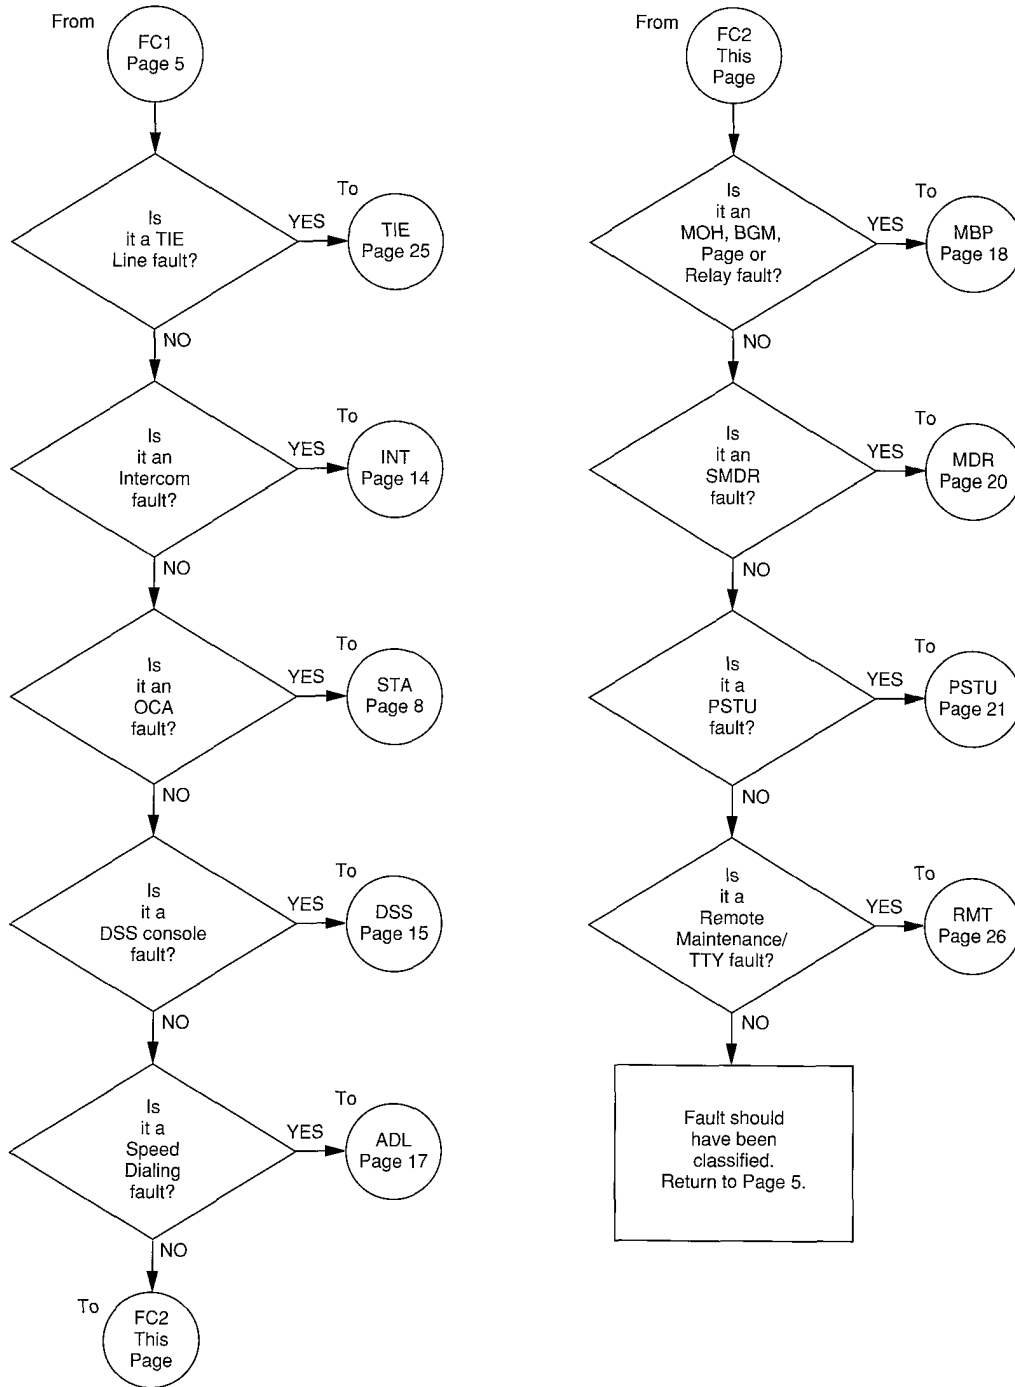 From
FC1
Page 5
Is
it a TIE
Line fault?
YES
To
TIE
Page 25
NO
Is
it an
Intercom
fault?
YES
To
INT
Page 14
NO
Is
it an
OCA
fault?
YES
To
STA
Page 8
NO
Is
it a
DSS console
fault?
YES
To
DSS
Page 15
NO
Is
it a
Speed
Dialing
fault?
YES
To
ADL
Page 17
NO
To
FC2
This
Page
From
FC2
This
Page
Is
it an
MOH, BGM,
Page or
Relay fault?
YES
To
MBP
Page 18
NO
Is
it an
SMDR
fault?
YES
To
MDR
Page 20
NO
Is
it a
PSTU
fault?
YES
To
PSTU
Page 21
NO
Is
it a
Remote
Maintenance/
TTY fault?
YES
To
RMT
Page 26
NO
Fault should
have been
classified.
Return to Page 5.